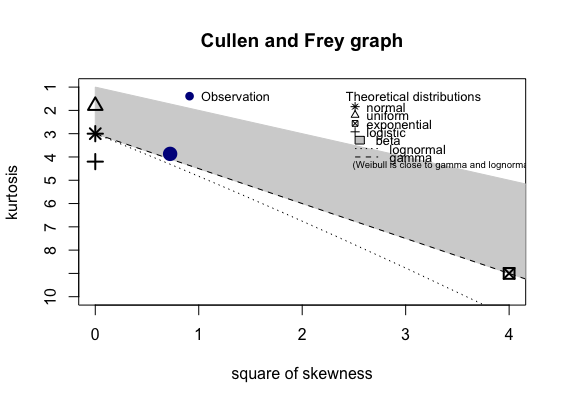 Cullen and Frey graph
Observation
Theoretical distributions
normal
uniform
exponential
logistic
beta
lognormal
gamma
(Weibull is close to gamma and lognorma
kurtosis
1
2
3
4
5
6
7
8
10
0
1
2
3
4
square of skewness